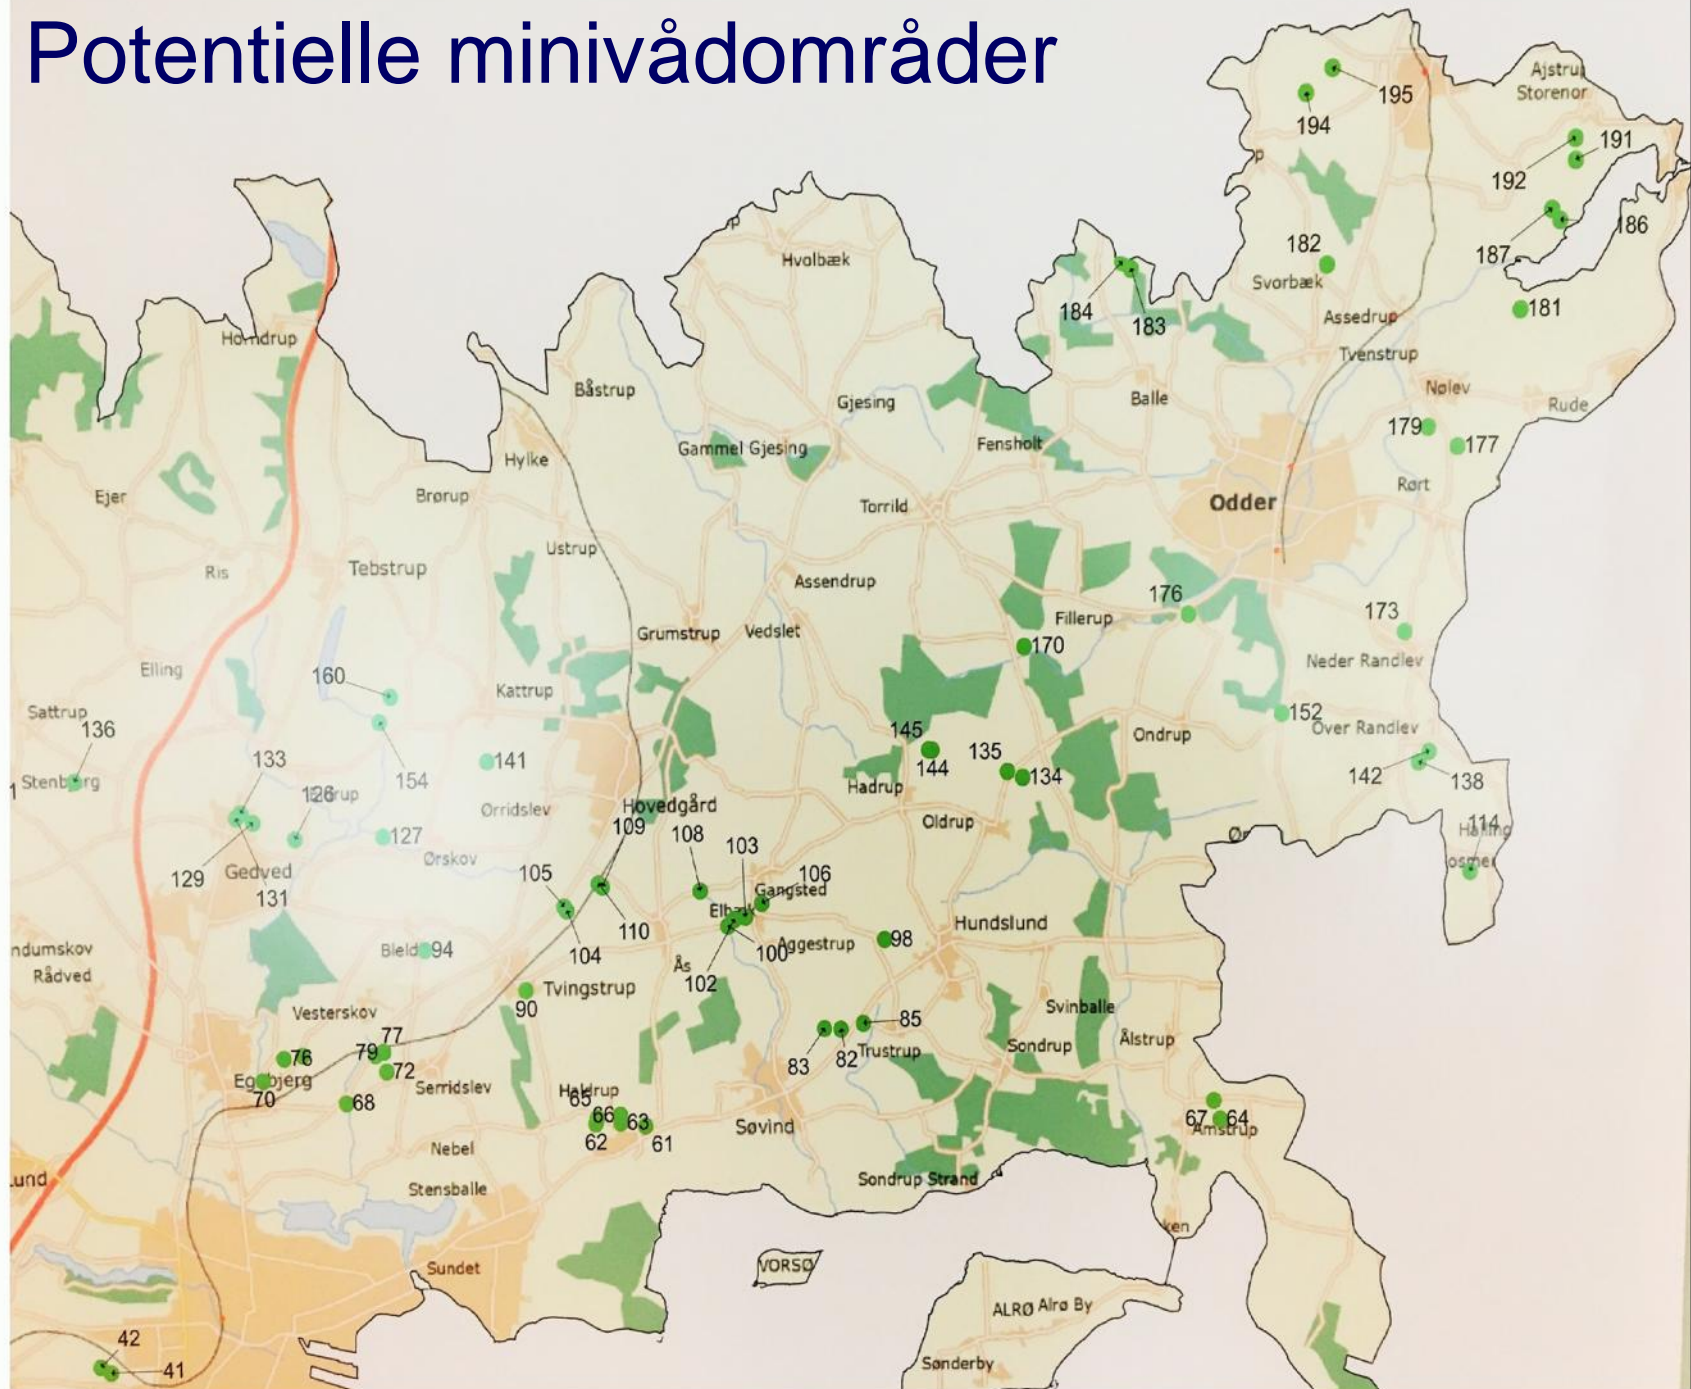 Potentielle minivådområder
Ajstrup
Storenor
195
194
191
192
186
187
182
Svorbæk
181
184
183
Assedrup
Tvenstrup
Hvolbæk
Horndrup
Båstrup
Gjesing
Balle
Nølev
Rude
179
177
Gammel Gjesing
Fensholt
Hylke
Ejer
Brørup
Torrild
Odder
Rørt
Ustrup
Ris
Tebstrup
Assendrup
176
173
Fillerup
Grumstrup
Vedslet
170
Elling
Neder Randlev
160
Kattrup
Sattrup
136
152
Over Randlev
145
135
Ondrup
144
133
141
154
134
142
138
Stenbjerg
126
Hadrup
Ørridslev
Hovedgård
109
Oldrup
114
127
108
103
Ørskov
129
Gedved
131
105
106
Gangsted
110
Hundslund
100
Aggestrup
98
104
Ås
102
ndumskov
Rådved
94
Tvingstrup
90
Vesterskov
Svinballe
77
79
76
85
83
82
Trustrup
Sondrup
Ålstrup
Egebjerg
72
Serridslev
70
68
Haldrup
65
66
63
62
61
67
64
Amstrup
Søvind
Nebel
Stensballe
Sondrup Strand
Lund
ken
Sundet
VORSØ
ALRØ
Alrø By
42
41
Sønderby